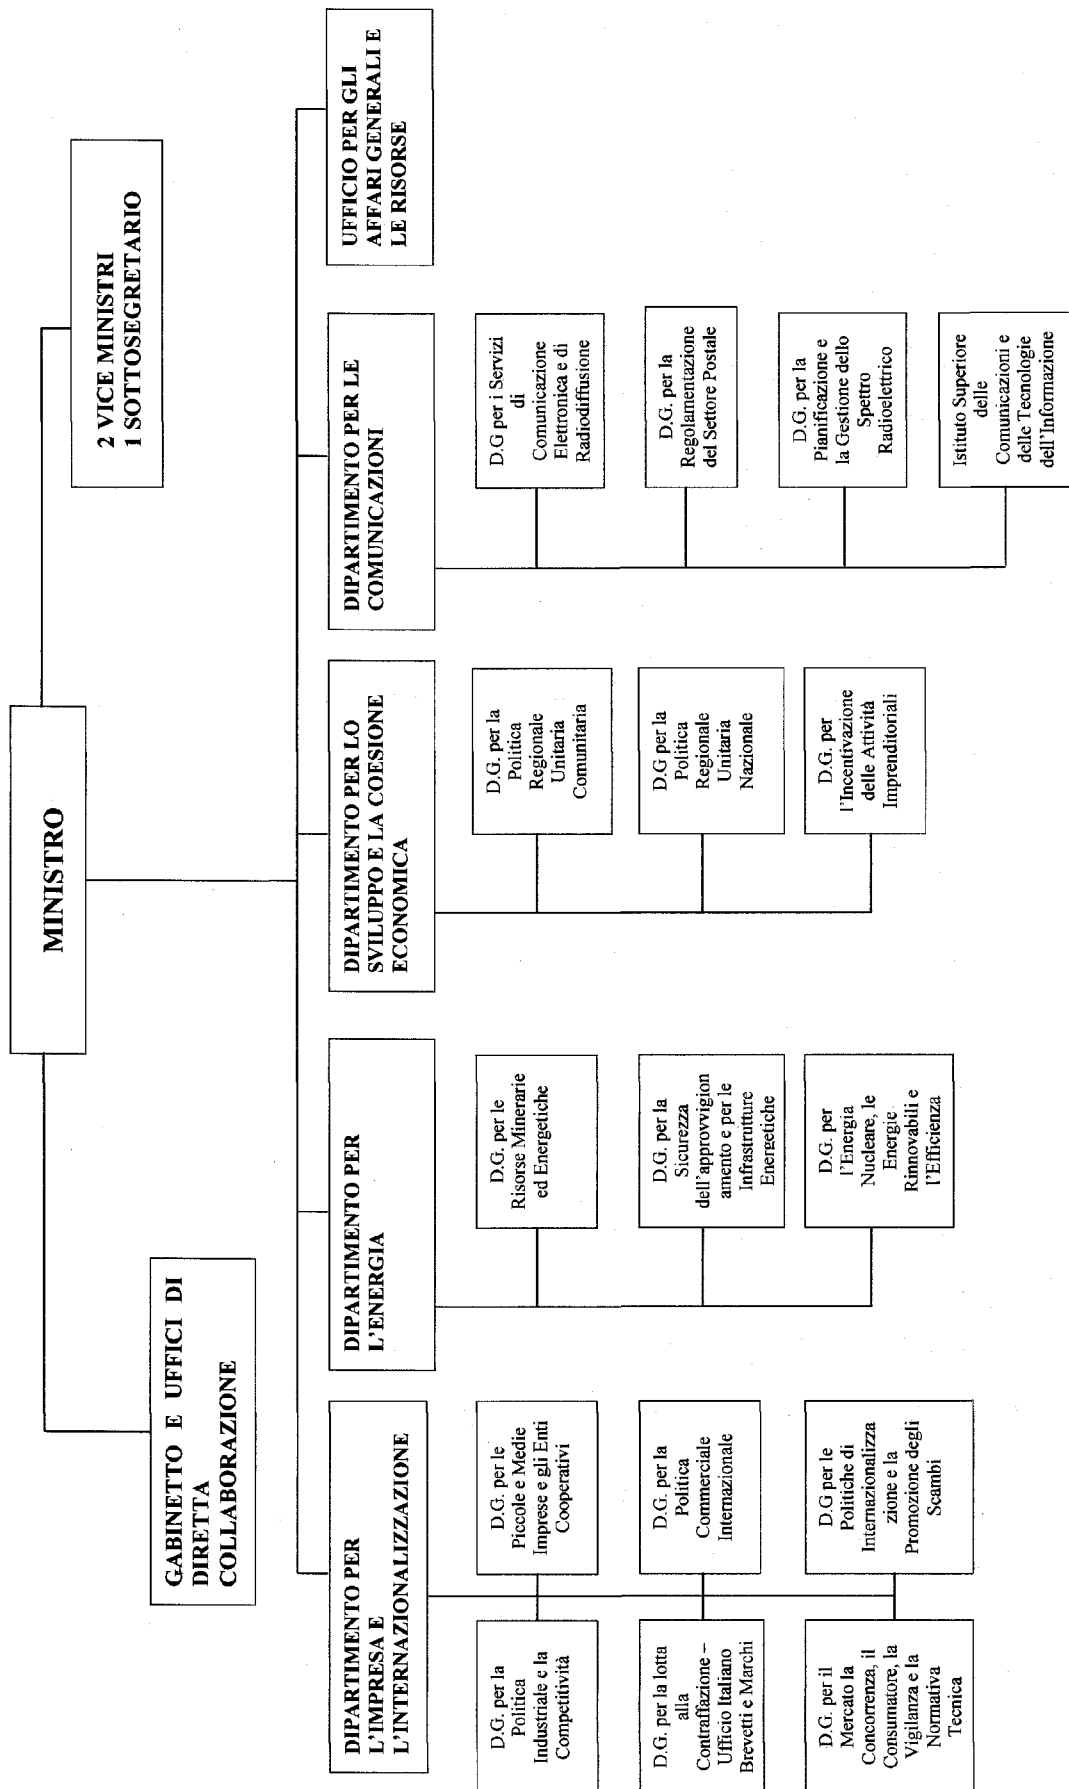 MINISTRO
2 VICE MINISTRI
1 SOTTOSEGRETARIO
GABINETTO E UFFICI DI
DIRETTA
COLLABORAZIONE
DIPARTIMENTO PER
L'IMPRESA E
L'INTERNAZIONALIZZAZIONE
DIPARTIMENTO PER
L'ENERGIA
DIPARTIMENTO PER LO
SVILUPPO E LA COESIONE
ECONOMICA
DIPARTIMENTO PER LE
COMUNICAZIONI
UFFICIO PER GLI
AFFARI GENERALI E
LE RISORSE
D.G. per la
Politica
Industriale e la
Competitività
D.G. per le
Piccole e Medie
Imprese e gli Enti
Cooperativi
D.G. per la lotta
alla
Contraffazione –
Ufficio Italiano
Brevetti e Marchi
D.G. per la
Politica
Commerciale
Internazionale
D.G. per il
Mercato la
Concorrenza, il
Consumatore, la
Vigilanza e la
Normativa
Tecnica
D.G per le
Politiche di
Internazionalizza
zione e la
Promozione degli
Scambi
D.G. per le
Risorse Minerarie
ed Energetiche
D.G. per la
Sicurezza
dell'approvvigion
amento e per le
Infrastrutture
Energetiche
D.G. per
l'Energia
Nucleare, le
Energie
Rinnovabili e
l'Efficienza
D.G. per la
Politica
Regionale
Unitaria
Comunitaria
D.G per la
Politica
Regionale
Unitaria
Nazionale
D.G. per
l'Incentivazione
delle Attività
Imprenditoriali
D.G per i Servizi
di
Comunicazione
Elettronica e di
Radiodiffusione
D.G. per la
Regolamentazione
del Settore Postale
D.G. per la
Pianificazione e
la Gestione dello
Spettro
Radioelettrico
Istituto Superiore
delle
Comunicazioni e
delle Tecnologie
dell'Informazione